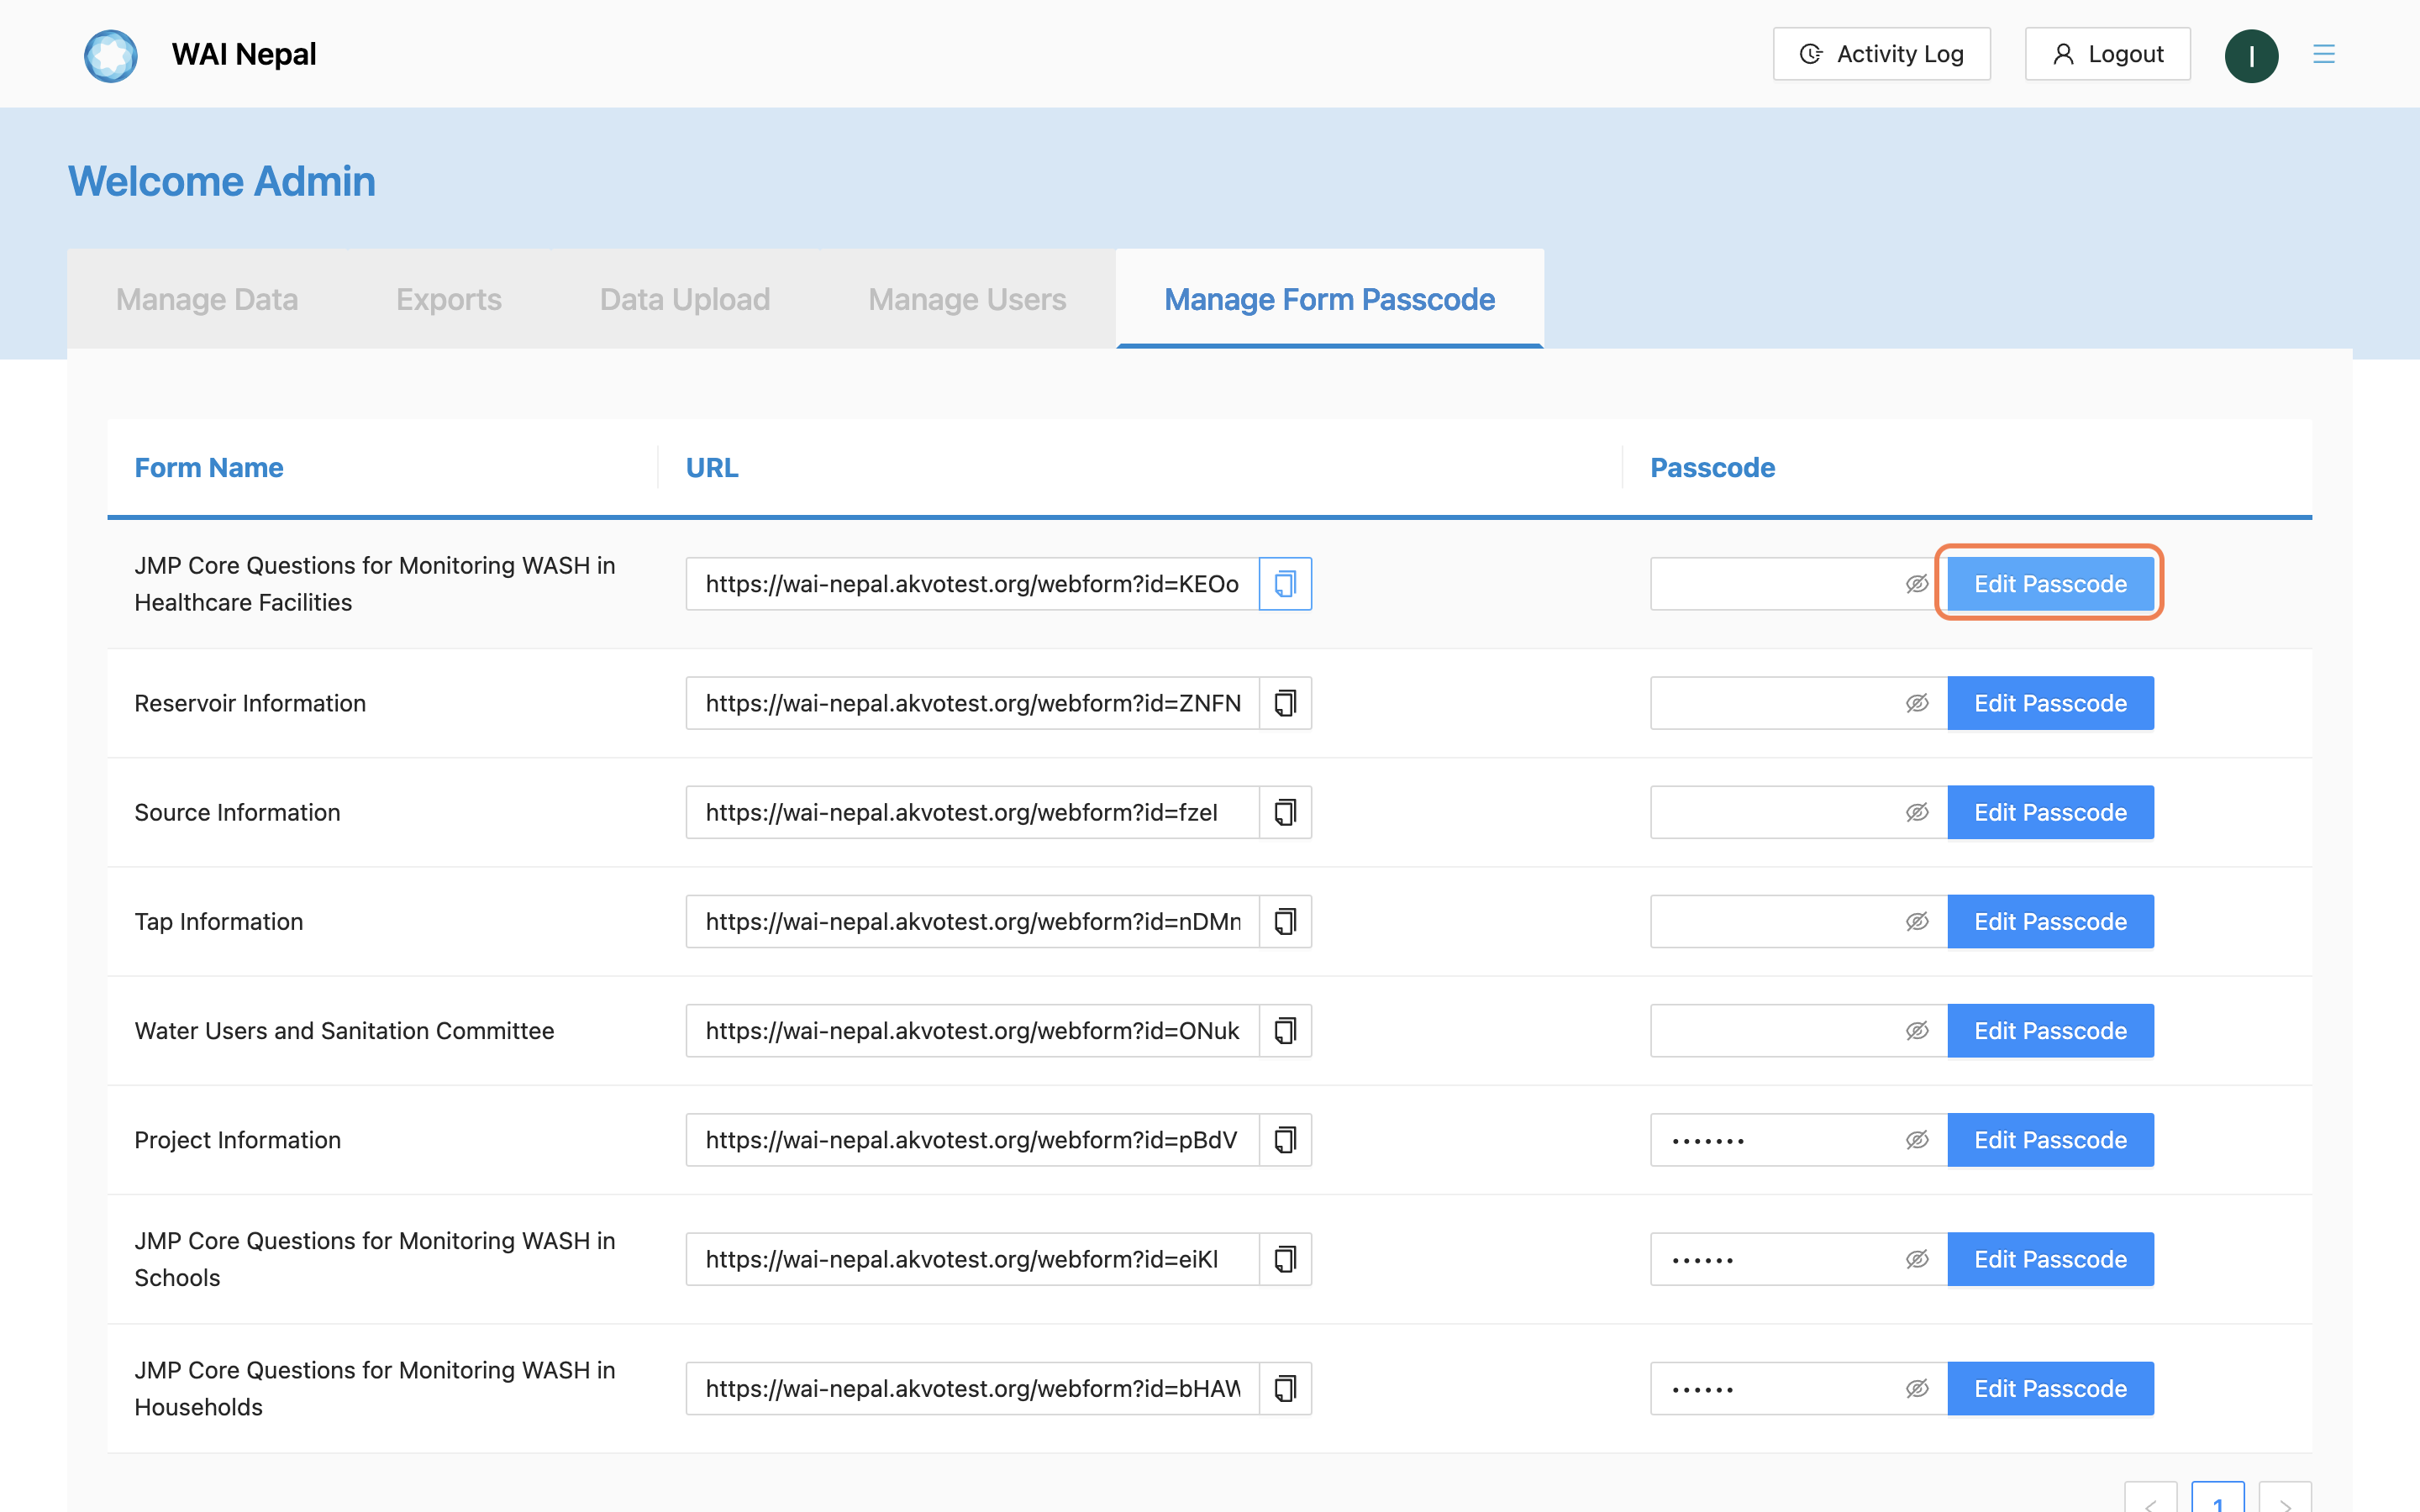 WAI Nepal
Activity Log
Logout
I
Welcome Admin
Manage Data
Exports
Data Upload
Manage Users
Manage Form Passcode
Form Name
URL
Passcode
JMP Core Questions for Monitoring WASH in
Healthcare Facilities
https://wai-nepal.akvotest.org/webform?id=KEOo
Edit Passcode
Reservoir Information
https://wai-nepal.akvotest.org/webform?id=ZNFN
Edit Passcode
Source Information
https://wai-nepal.akvotest.org/webform?id=fzel
Edit Passcode
Tap Information
https://wai-nepal.akvotest.org/webform?id=nDMn
Edit Passcode
Water Users and Sanitation Committee
https://wai-nepal.akvotest.org/webform?id=ONuk
Edit Passcode
Project Information
https://wai-nepal.akvotest.org/webform?id=pBdV
•••••••
Edit Passcode
JMP Core Questions for Monitoring WASH in
Schools
https://wai-nepal.akvotest.org/webform?id=eiKl
••••••
Edit Passcode
JMP Core Questions for Monitoring WASH in
Households
https://wai-nepal.akvotest.org/webform?id=bHAW
••••••
Edit Passcode
1